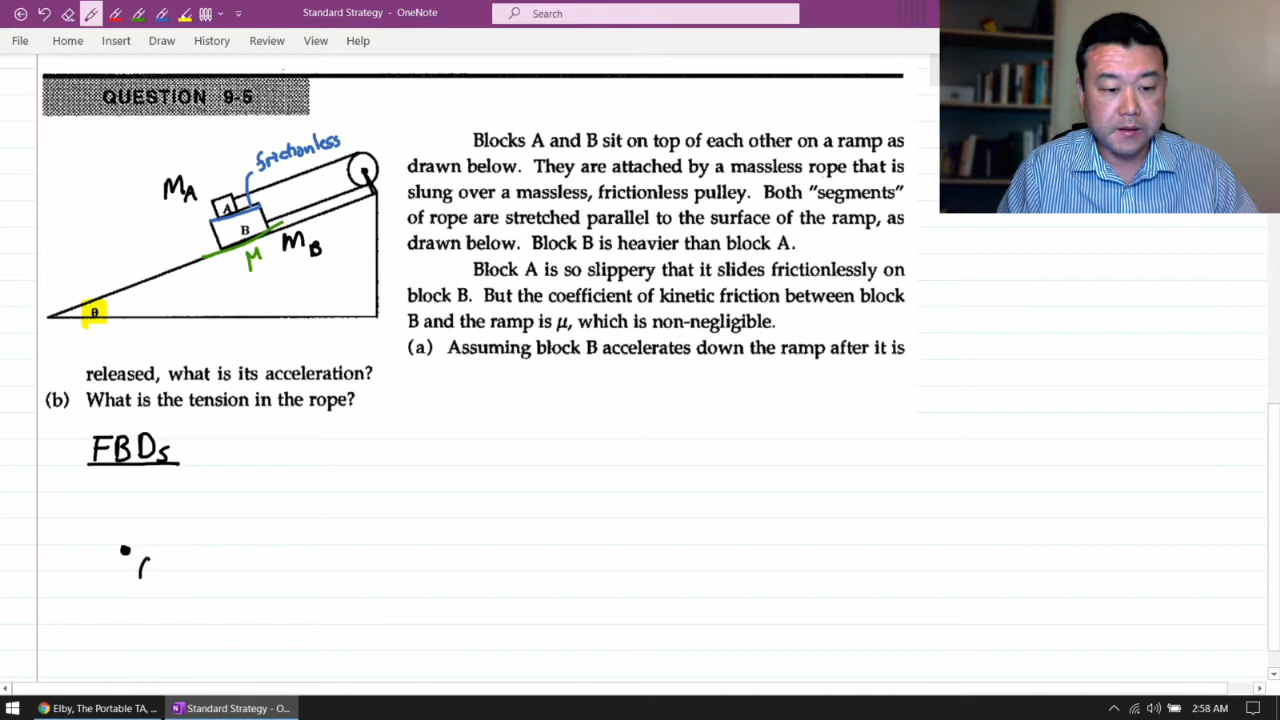 Standard Strategy - OneNote
Search
File Home Insert Draw History Review View Help
QUESTION 9-5
frictionless
MA
A
B
MB
μ
θ
Blocks A and B sit on top of each other on a ramp as
drawn below. They are attached by a massless rope that is
slung over a massless, frictionless pulley. Both "segments"
of rope are stretched parallel to the surface of the ramp, as
drawn below. Block B is heavier than block A.
Block A is so slippery that it slides frictionlessly on
block B. But the coefficient of kinetic friction between block
B and the ramp is μ, which is non-negligible.
(a) Assuming block B accelerates down the ramp after it is
released, what is its acceleration?
(b) What is the tension in the rope?
FBDs
Elby, The Portable TA, ...
Standard Strategy - O...
2:58 AM